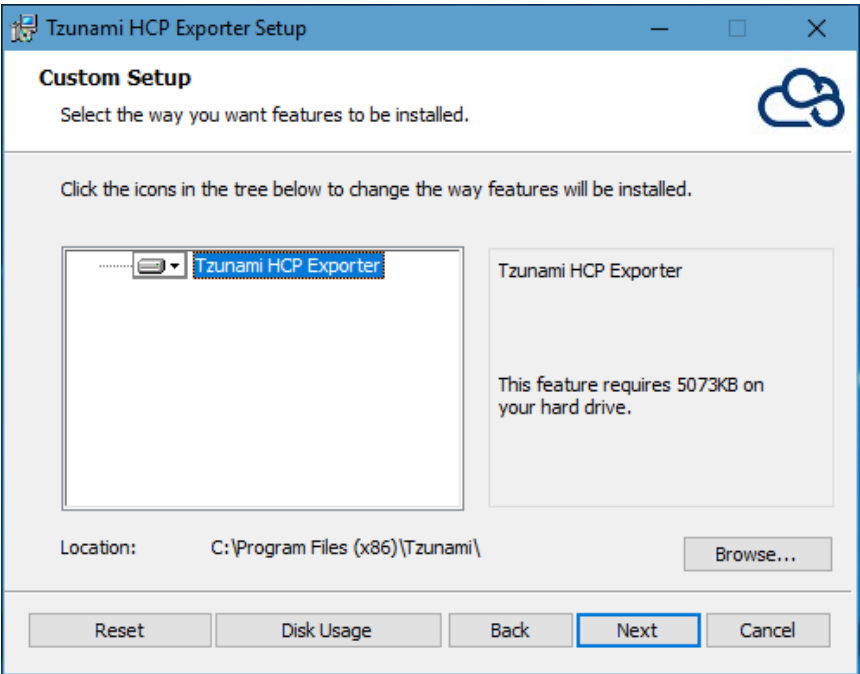 Tzunami HCP Exporter Setup
Custom Setup
Select the way you want features to be installed.
Click the icons in the tree below to change the way features will be installed.
Tzunami HCP Exporter
Tzunami HCP Exporter
This feature requires 5073KB on
your hard drive.
Location: C:\Program Files (x86)\Tzunami\
Browse...
Reset Disk Usage Back Next Cancel